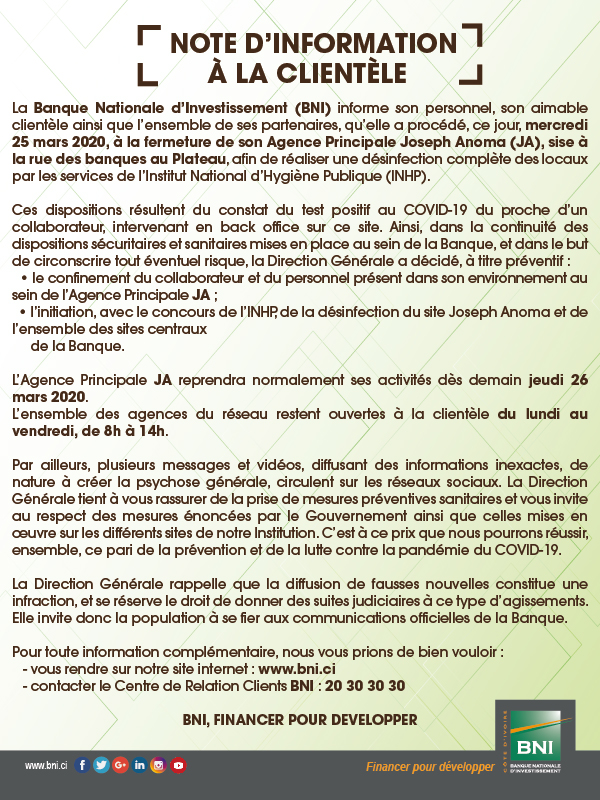 NOTE D'INFORMATION
À LA CLIENTÈLE
La Banque Nationale d'Investissement (BNI) informe son personnel, son aimable
clientèle ainsi que l'ensemble de ses partenaires, qu'elle a procédé, ce jour, mercredi
25 mars 2020, à la fermeture de son Agence Principale Joseph Anoma (JA), sise à
la rue des banques au Plateau, afin de réaliser une désinfection complète des locaux
par les services de l'Institut National d'Hygiène Publique (INHP).
Ces dispositions résultent du constat du test positif au COVID-19 du proche d'un
collaborateur, intervenant en back office sur ce site. Ainsi, dans la continuité des
dispositions sécuritaires et sanitaires mises en place au sein de la Banque, et dans le but
de circonscrire tout éventuel risque, la Direction Générale a décidé, à titre préventif :
• le confinement du collaborateur et du personnel présent dans son environnement au
sein de l'Agence Principale JA ;
• l'initiation, avec le concours de l'INHP, de la désinfection du site Joseph Anoma et de
l'ensemble des sites centraux
de la Banque.
L'Agence Principale JA reprendra normalement ses activités dès demain jeudi 26
mars 2020.
L'ensemble des agences du réseau restent ouvertes à la clientèle du lundi au
vendredi, de 8h à 14h.
Par ailleurs, plusieurs messages et vidéos, diffusant des informations inexactes, de
nature à créer la psychose générale, circulent sur les réseaux sociaux. La Direction
Générale tient à vous rassurer de la prise de mesures préventives sanitaires et vous invite
au respect des mesures énoncées par le Gouvernement ainsi que celles mises en
œuvre sur les différents sites de notre Institution. C'est à ce prix que nous pourrons réussir,
ensemble, ce pari de la prévention et de la lutte contre la pandémie du COVID-19.
La Direction Générale rappelle que la diffusion de fausses nouvelles constitue une
infraction, et se réserve le droit de donner des suites judiciaires à ce type d'agissements.
Elle invite donc la population à se fier aux communications officielles de la Banque.
Pour toute information complémentaire, nous vous prions de bien vouloir :
- vous rendre sur notre site internet : www.bni.ci
- contacter le Centre de Relation Clients BNI : 20 30 30 30
BNI, FINANCER POUR DEVELOPPER
www.bni.ci
Financer pour développer
CÔTE D'IVOIRE
BNI
BANQUE NATIONALE
D'INVESTISSEMENT